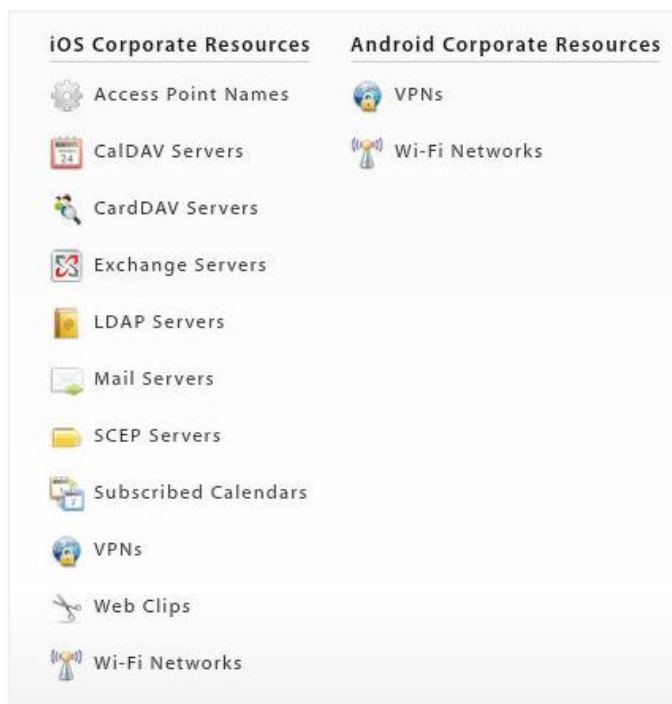 iOS Corporate Resources
Access Point Names
24
CalDAV Servers
CardDAV Servers
Exchange Servers
LDAP Servers
Mail Servers
SCEP Servers
Subscribed Calendars
VPNs
Web Clips
Wi-Fi Networks
Android Corporate Resources
VPNs
Wi-Fi Networks